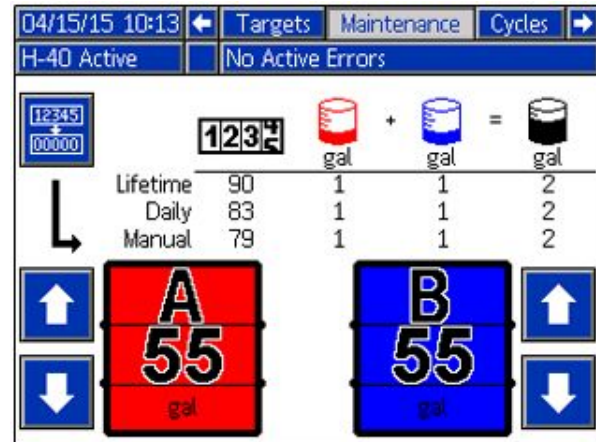 04/15/15 10:13 Targets Maintenance Cycles
H-40 Active No Active Errors
12345
00000
1234
+ =
gal gal gal
Lifetime 90 1 1 2
Daily 83 1 1 2
Manual 79 1 1 2
A B
55 55
gal gal